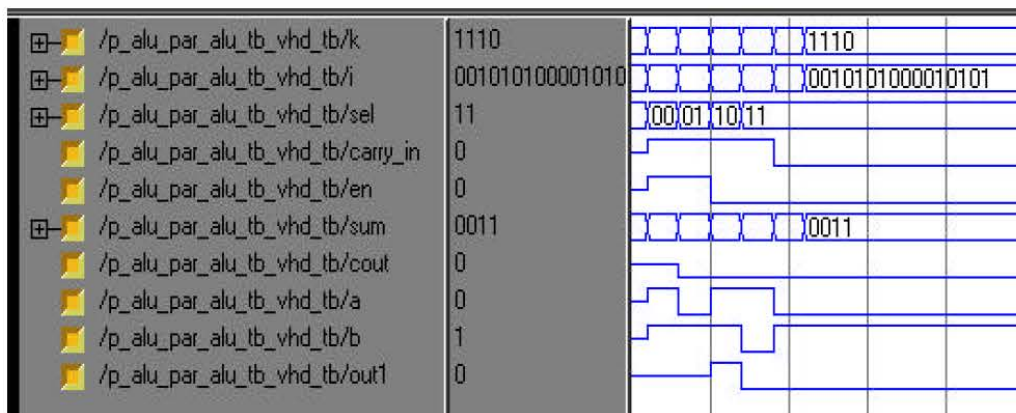 /p_alu_par_alu_tb_vhd_tb/k 1110 1110
/p_alu_par_alu_tb_vhd_tb/i 001010100001010 0010101000010101
/p_alu_par_alu_tb_vhd_tb/sel 11 00 01 10 11
/p_alu_par_alu_tb_vhd_tb/carry_in 0
/p_alu_par_alu_tb_vhd_tb/en 0
/p_alu_par_alu_tb_vhd_tb/sum 0011 0011
/p_alu_par_alu_tb_vhd_tb/cout 0
/p_alu_par_alu_tb_vhd_tb/a 0
/p_alu_par_alu_tb_vhd_tb/b 1
/p_alu_par_alu_tb_vhd_tb/out1 0